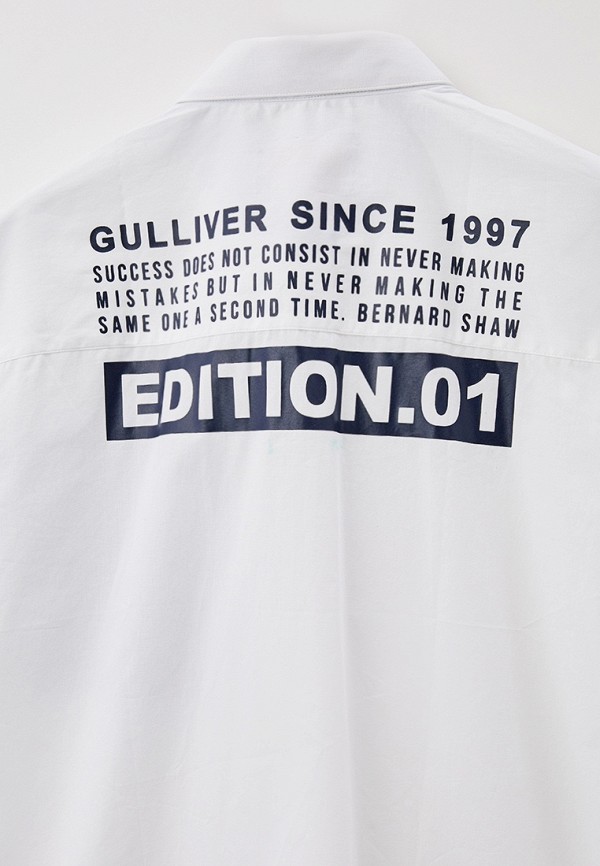 GULLIVER SINCE 1997
SUCCESS DOES NOT CONSIST IN NEVER MAKING
MISTAKES BUT IN NEVER MAKING THE
SAME ONE A SECOND TIME. BERNARD SHAW
EDITION.01